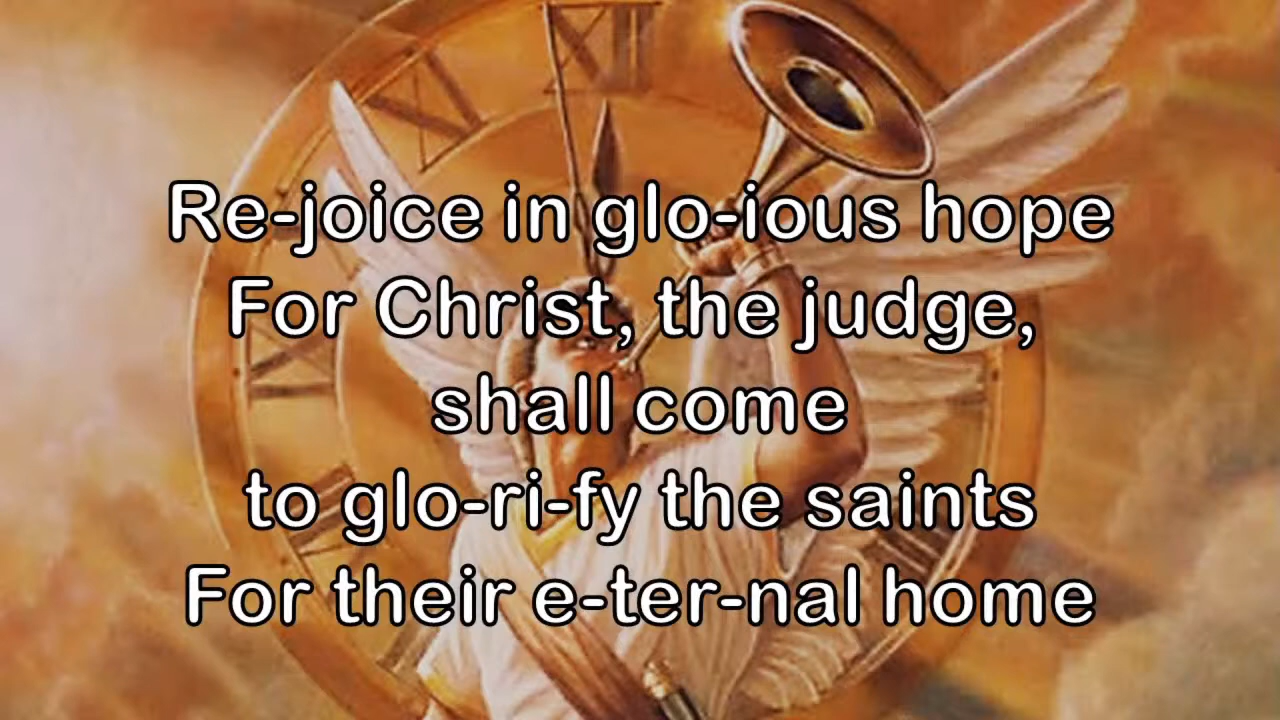 Re-joice in glo-ious hope
For Christ, the judge,
shall come
to glo-ri-fy the saints
For their e-ter-nal home